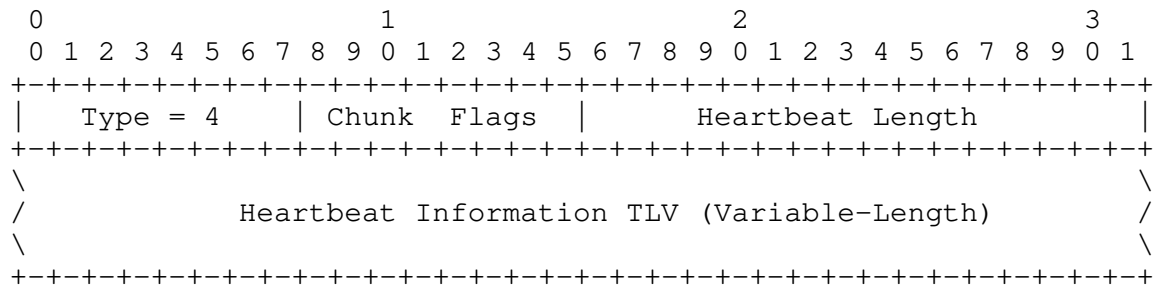 0                   1                   2                   3
 0 1 2 3 4 5 6 7 8 9 0 1 2 3 4 5 6 7 8 9 0 1 2 3 4 5 6 7 8 9 0 1
+-+-+-+-+-+-+-+-+-+-+-+-+-+-+-+-+-+-+-+-+-+-+-+-+-+-+-+-+-+-+-+-+
|   Type = 4    | Chunk  Flags  |      Heartbeat Length         |
+-+-+-+-+-+-+-+-+-+-+-+-+-+-+-+-+-+-+-+-+-+-+-+-+-+-+-+-+-+-+-+-+
\                                                               \
/            Heartbeat Information TLV (Variable-Length)        /
\                                                               \
+-+-+-+-+-+-+-+-+-+-+-+-+-+-+-+-+-+-+-+-+-+-+-+-+-+-+-+-+-+-+-+-+